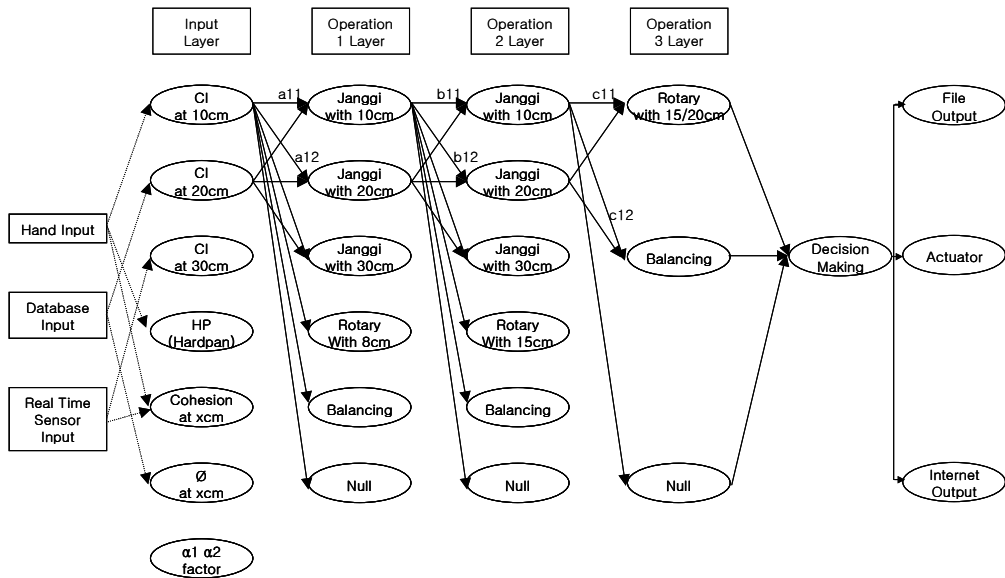 Input
Layer
Operation
1 Layer
Operation
2 Layer
Operation
3 Layer
CI
at 10cm
CI
at 20cm
CI
at 30cm
HP
(Hardpan)
Cohesion
at xcm
Ø
at xcm
α1 α2
factor
Hand Input
Database
Input
Real Time
Sensor
Input
a11
a12
Janggi
with 10cm
Janggi
with 20cm
Janggi
with 30cm
Rotary
With 8cm
Balancing
Null
b11
b12
Janggi
with 10cm
Janggi
with 20cm
Janggi
with 30cm
Rotary
With 15cm
Balancing
Null
c11
c12
Rotary
with 15/20cm
Balancing
Null
Decision
Making
File
Output
Actuator
Internet
Output